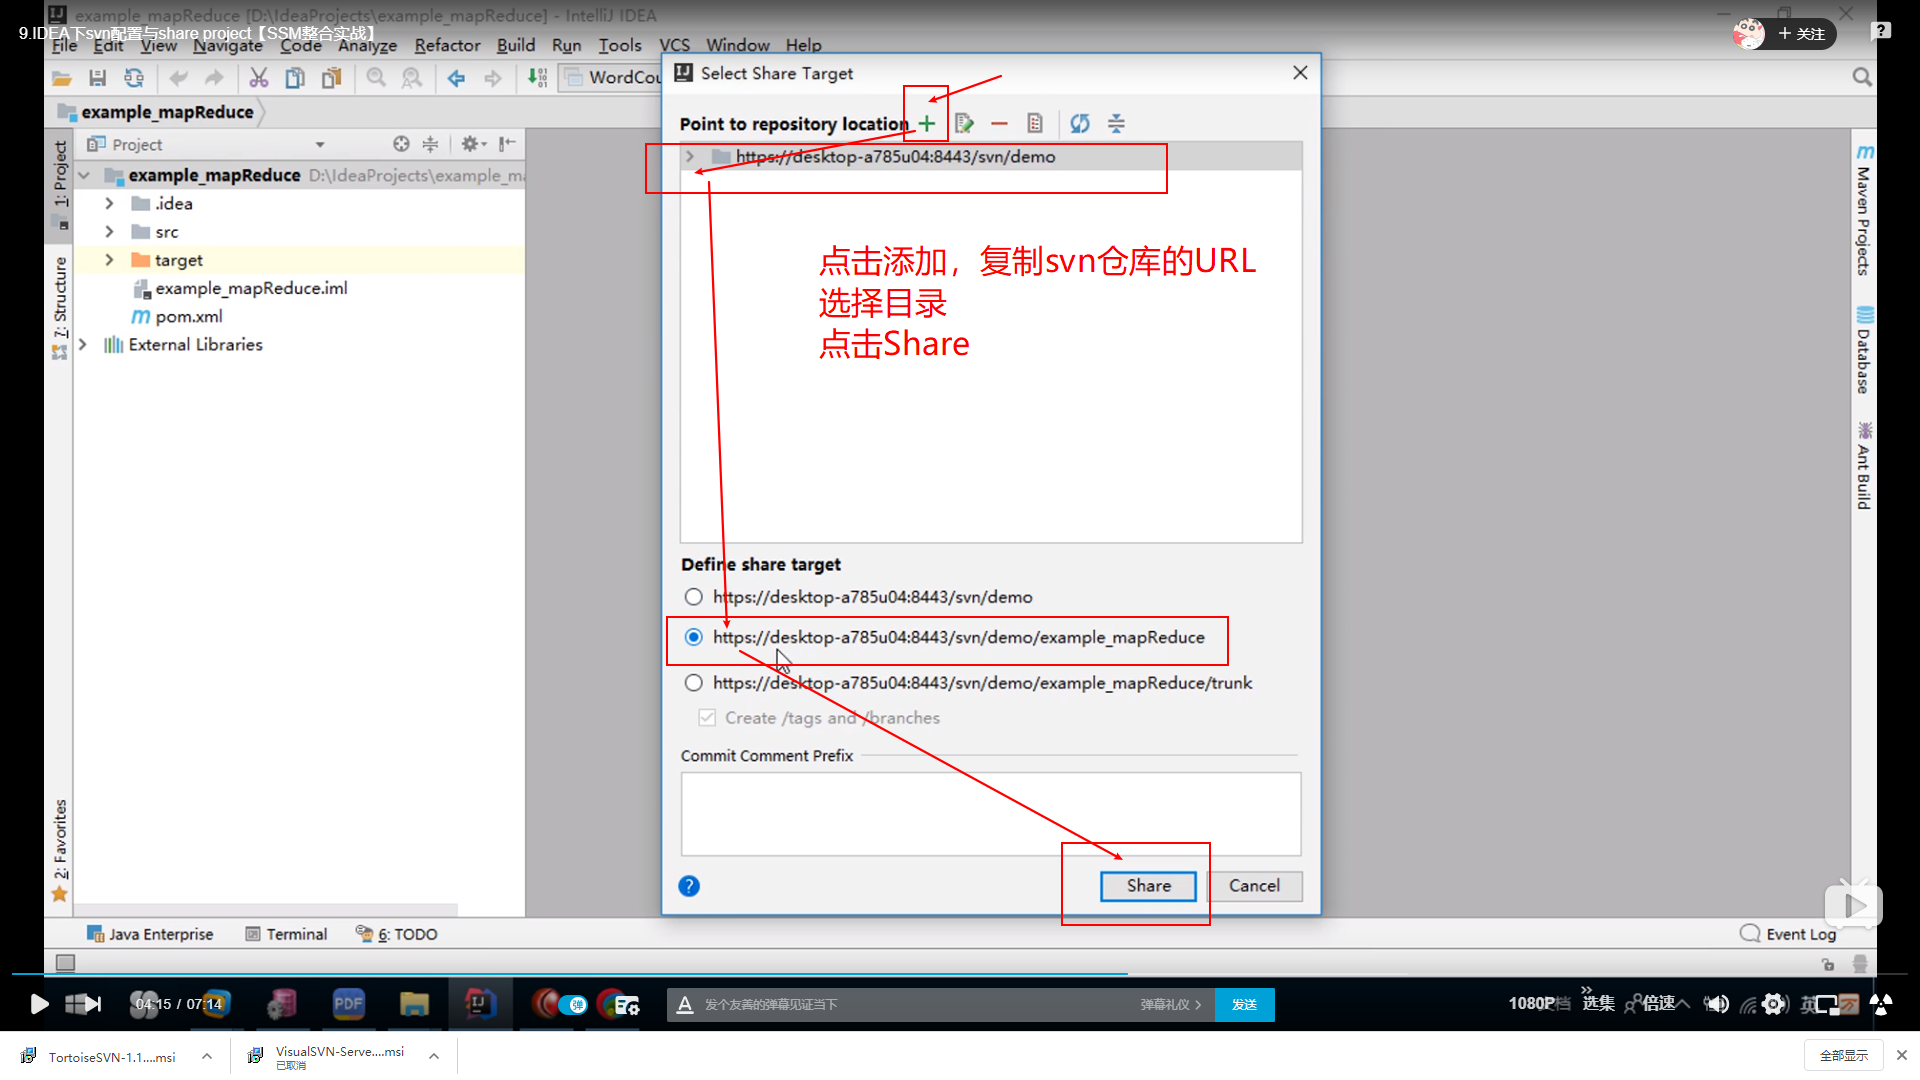 example_mapReduce [D:\IdeaProjects\example_mapReduce] - IntelliJ IDEA
9.IDEA下svn配置与share project【SSM整合实战】
+ 关注
File Edit View Navigate Code Analyze Refactor Build Run Tools VCS Window Help
WordCou
Select Share Target
example_mapReduce
Point to repository location
Project
https://desktop-a785u04:8443/svn/demo
example_mapReduce D:\IdeaProjects\example_ma
.idea
src
target
example_mapReduce.iml
pom.xml
External Libraries
1: Project
7: Structure
2: Favorites
Maven Projects
Database
Ant Build
点击添加，复制svn仓库的URL
选择目录
点击Share
Define share target
https://desktop-a785u04:8443/svn/demo
https://desktop-a785u04:8443/svn/demo/example_mapReduce
https://desktop-a785u04:8443/svn/demo/example_mapReduce/trunk
Create /tags and /branches
Commit Comment Prefix
Share Cancel
Java Enterprise Terminal 6: TODO
Event Log
04:15 / 07:14
PDF
弹
发个友善的弹幕见证当下
弹幕礼仪
发送
1080P 选集 倍速 英
TortoiseSVN-1.1....msi
VisualSVN-Serve....msi
已取消
全部显示